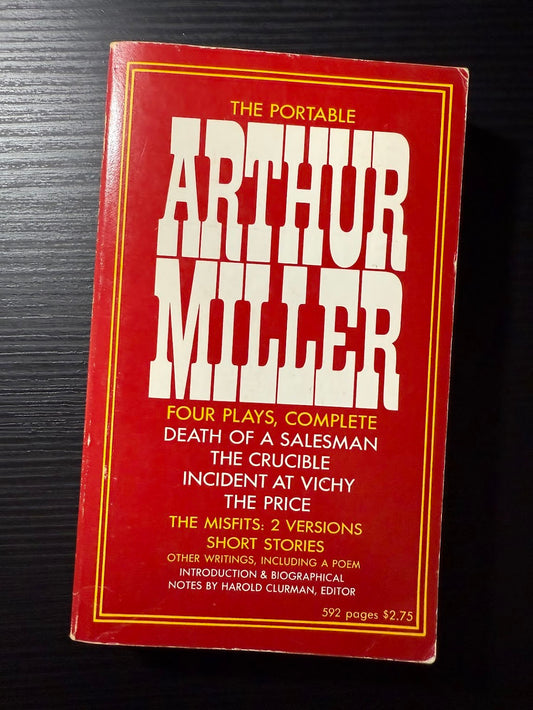 THE PORTABLE
ARTHUR
MILLER
FOUR PLAYS, COMPLETE
DEATH OF A SALESMAN
THE CRUCIBLE
INCIDENT AT VICHY
THE PRICE
THE MISFITS: 2 VERSIONS
SHORT STORIES
OTHER WRITINGS, INCLUDING A POEM
INTRODUCTION & BIOGRAPHICAL
NOTES BY HAROLD CLURMAN, EDITOR
592 pages $2.75